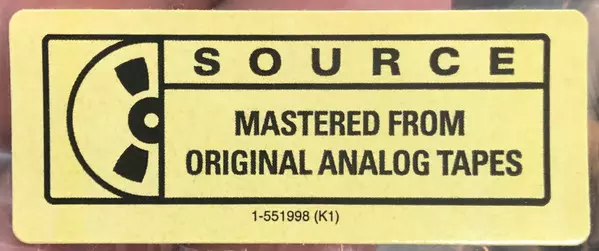 SOURCE
MASTERED FROM
ORIGINAL ANALOG TAPES
1-551998 (K1)